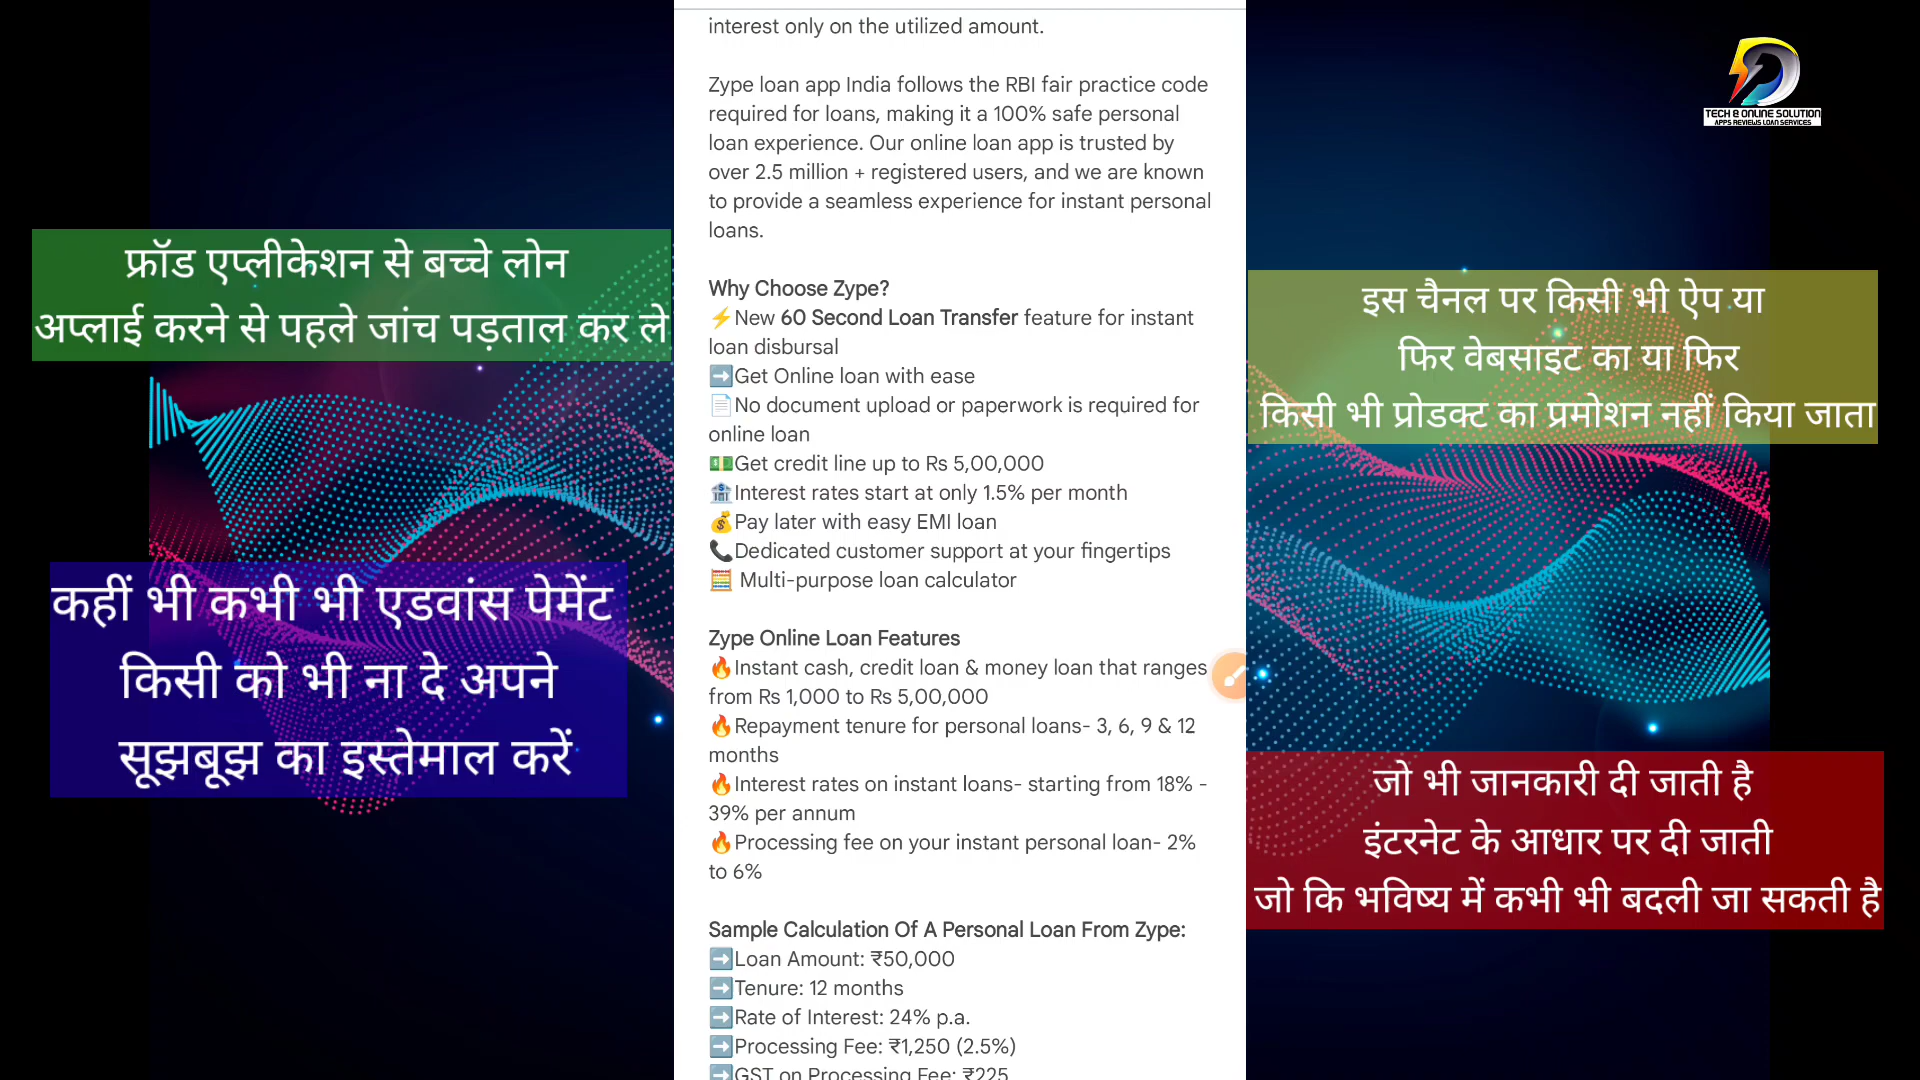 interest only on the utilized amount.
Zype loan app India follows the RBI fair practice code
required for loans, making it a 100% safe personal
loan experience. Our online loan app is trusted by
over 2.5 million + registered users, and we are known
to provide a seamless experience for instant personal
loans.
Why Choose Zype?
⚡New 60 Second Loan Transfer feature for instant
loan disbursal
➡️Get Online loan with ease
📄No document upload or paperwork is required for
online loan
💵Get credit line up to Rs 5,00,000
🏦Interest rates start at only 1.5% per month
💰Pay later with easy EMI loan
📞Dedicated customer support at your fingertips
🧮 Multi-purpose loan calculator
Zype Online Loan Features
🔥Instant cash, credit loan & money loan that ranges
from Rs 1,000 to Rs 5,00,000
🔥Repayment tenure for personal loans- 3, 6, 9 & 12
months
🔥Interest rates on instant loans- starting from 18% -
39% per annum
🔥Processing fee on your instant personal loan- 2%
to 6%
Sample Calculation Of A Personal Loan From Zype:
➡️Loan Amount: ₹50,000
➡️Tenure: 12 months
➡️Rate of Interest: 24% p.a.
➡️Processing Fee: ₹1,250 (2.5%)
➡️GST on Processing Fee: ₹225
फ्रॉड एप्लीकेशन से बच्चे लोन
अप्लाई करने से पहले जांच पड़ताल कर ले
कहीं भी कभी भी एडवांस पेमेंट
किसी को भी ना दे अपने
सूझबूझ का इस्तेमाल करें
TECH & ONLINE SOLUTION
APPS REVIEWS LOAN SERVICES
इस चैनल पर किसी भी ऐप या
फिर वेबसाइट का या फिर
किसी भी प्रोडक्ट का प्रमोशन नहीं किया जाता
जो भी जानकारी दी जाती है
इंटरनेट के आधार पर दी जाती
जो कि भविष्य में कभी भी बदली जा सकती है